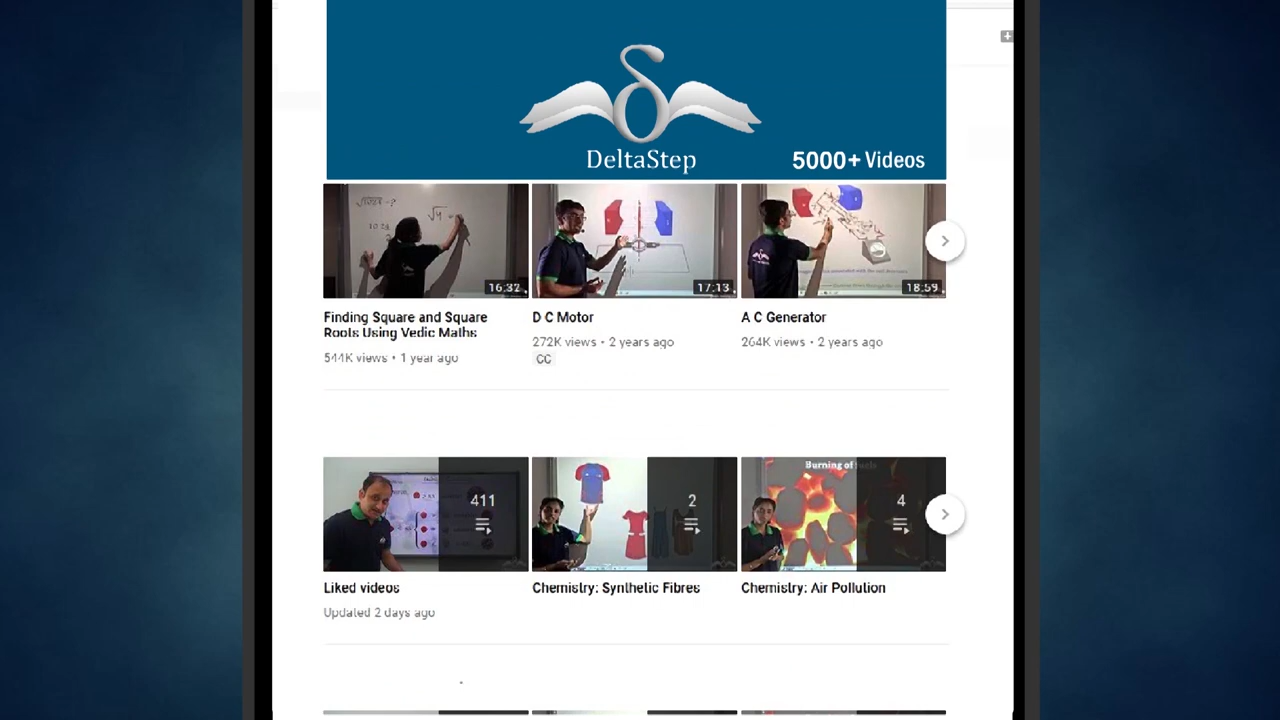 DeltaStep
5000+ Videos
√4
16:32
17:13
18:59
Finding Square and Square
Roots Using Vedic Maths
544K views • 1 year ago
D C Motor
272K views • 2 years ago
CC
A C Generator
264K views • 2 years ago
411
2
Burning of fuels
4
Liked videos
Updated 2 days ago
Chemistry: Synthetic Fibres
Chemistry: Air Pollution